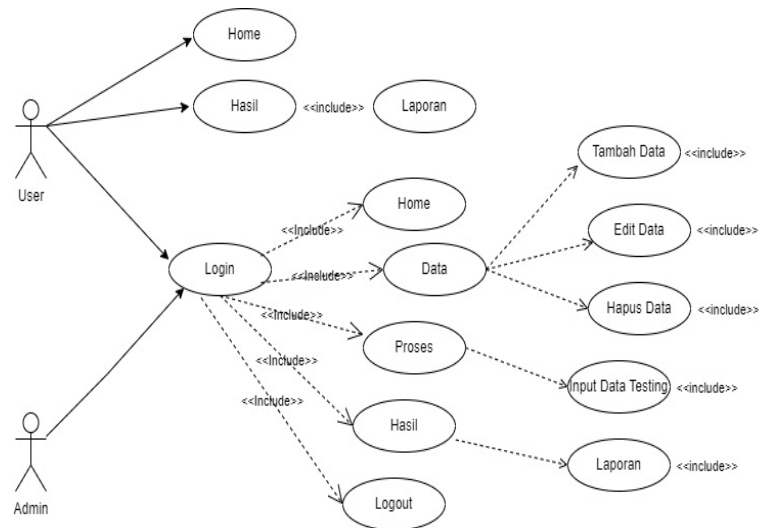 Home
Hasil
<<include>>
Laporan
User
Tambah Data
<<include>>
Home
<<Include>>
Edit Data
<<include>>
Login
<<Include>>
Data
Hapus Data
<<include>>
<<Include>>
Proses
<<Include>>
Input Data Testing
<<include>>
<<Include>>
Hasil
Laporan
<<include>>
Admin
Logout